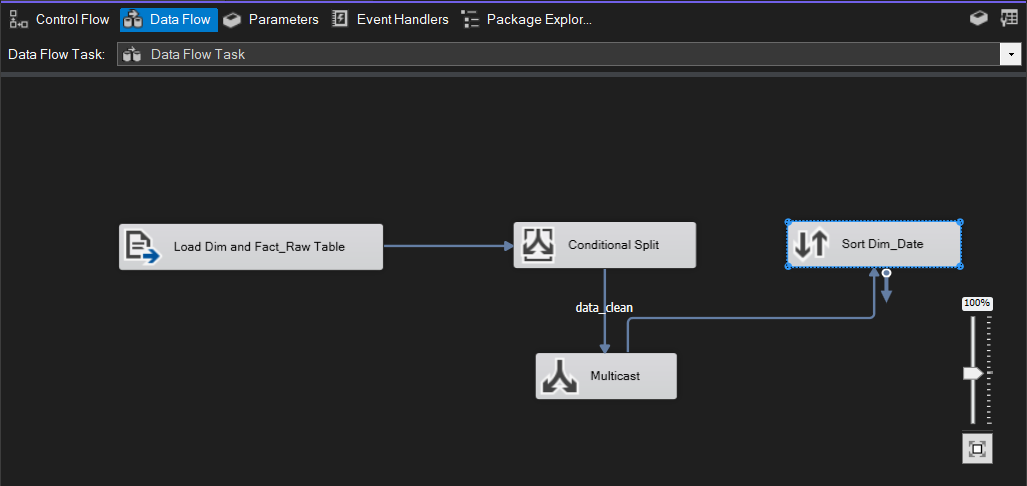 Control Flow Data Flow Parameters Event Handlers Package Explor...
Data Flow Task: Data Flow Task
Load Dim and Fact_Raw Table
Conditional Split
Sort Dim_Date
data_clean
100%
Multicast